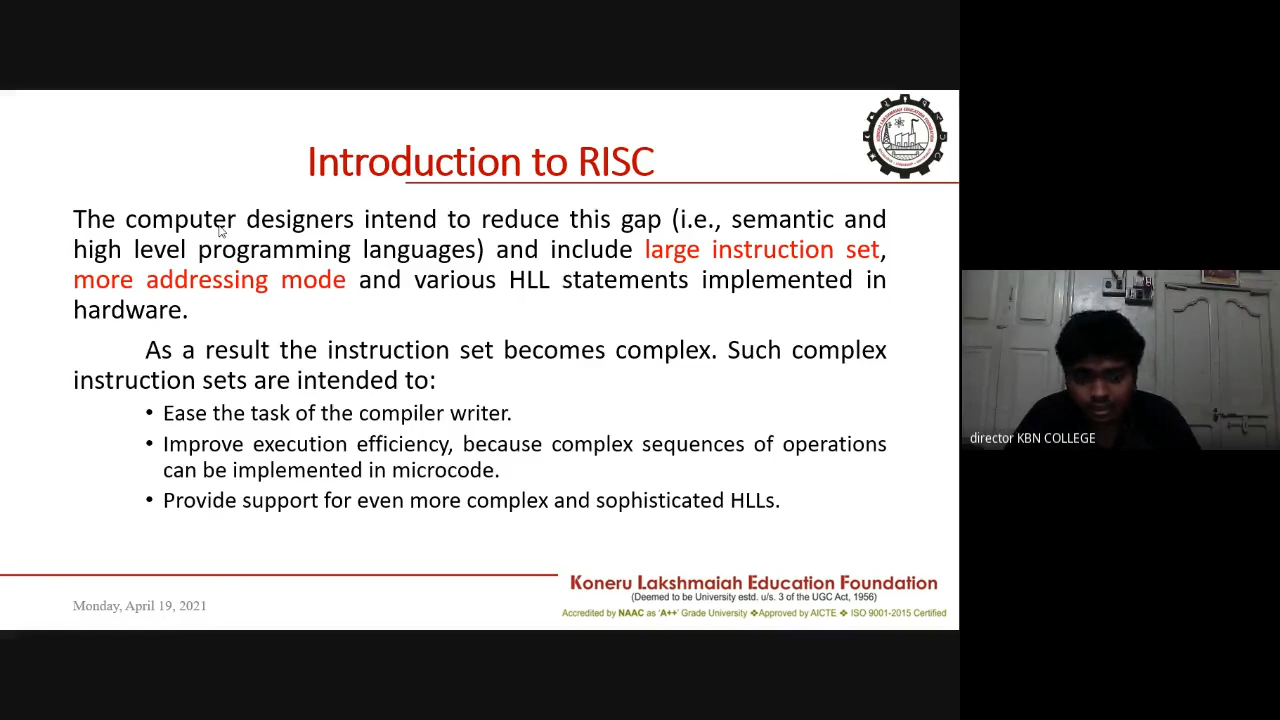 Introduction to RISC
The computer designers intend to reduce this gap (i.e., semantic and
high level programming languages) and include large instruction set,
more addressing mode and various HLL statements implemented in
hardware.
As a result the instruction set becomes complex. Such complex
instruction sets are intended to:
• Ease the task of the compiler writer.
• Improve execution efficiency, because complex sequences of operations
can be implemented in microcode.
• Provide support for even more complex and sophisticated HLLs.
director KBN COLLEGE
Koneru Lakshmaiah Education Foundation
(Deemed to be University estd. u/s. 3 of the UGC Act, 1956)
Monday, April 19, 2021
Accredited by NAAC as 'A++' Grade University ❖Approved by AICTE ❖ ISO 9001-2015 Certified